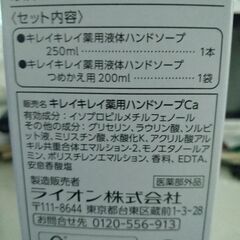 〈セット内容〉
●キレイキレイ薬用液体ハンドソープ
250ml 1本
●キレイキレイ薬用液体ハンドソープ
つめかえ用 200ml 1袋
販売名 キレイキレイ薬用ハンドソープCa
有効成分：イソプロピルメチルフェノール
その他の成分：グリセリン、ラウリン酸、ソルビ
ット液、ミリスチン酸、水酸化K、アクリル酸アル
キル共重合体エマルション-2、モノエタノールア
ミン、ポリスチレンエマルション、香料、EDTA、
安息香酸塩
製造販売者 医薬部外品
ライオン株式会社
〒111-8644 東京都台東区蔵前1-3-28
お問合せ先 0120-556-913